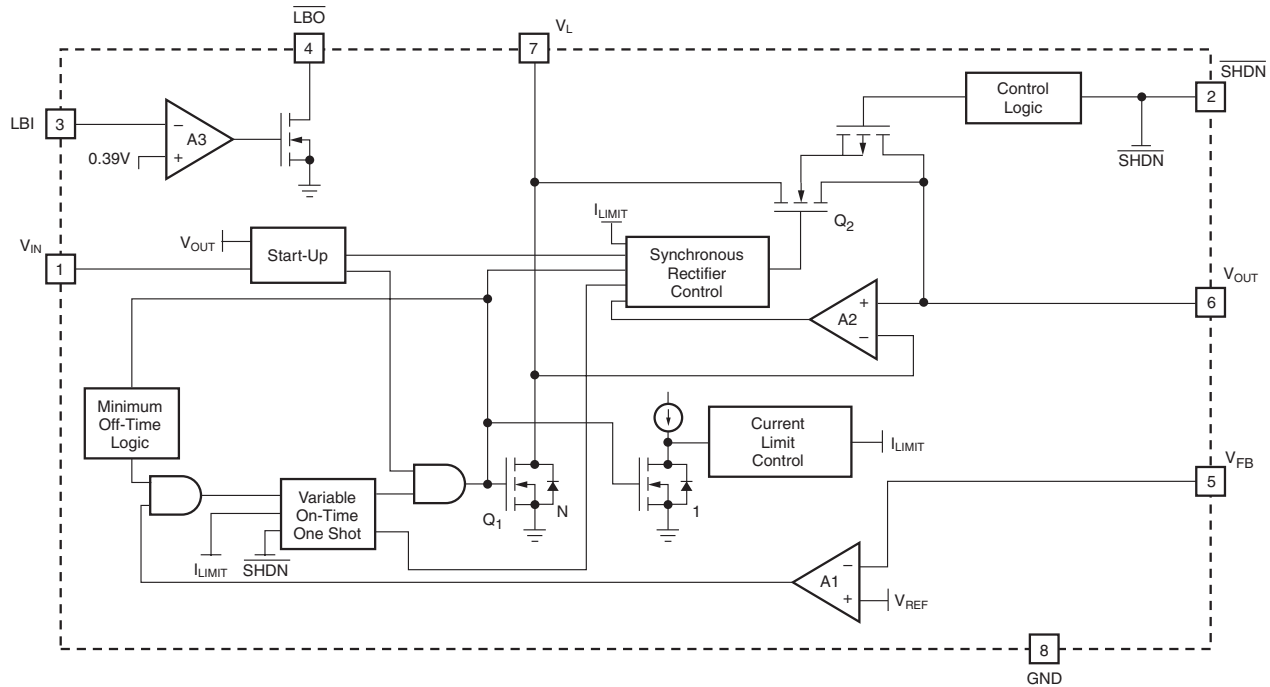 LBO
V_L
4
7
SHDN
Control
Logic
2
LBI
3
−
A3
+
0.39V
SHDN
I_LIMIT
Q_2
V_IN
V_OUT
1
Start-Up
Synchronous
Rectifier
Control
V_OUT
+
A2
−
6
Minimum
Off-Time
Logic
Current
Limit
Control
I_LIMIT
V_FB
5
Variable
On-Time
One Shot
Q_1
N
1
I_LIMIT
SHDN
−
A1
+
V_REF
8
GND